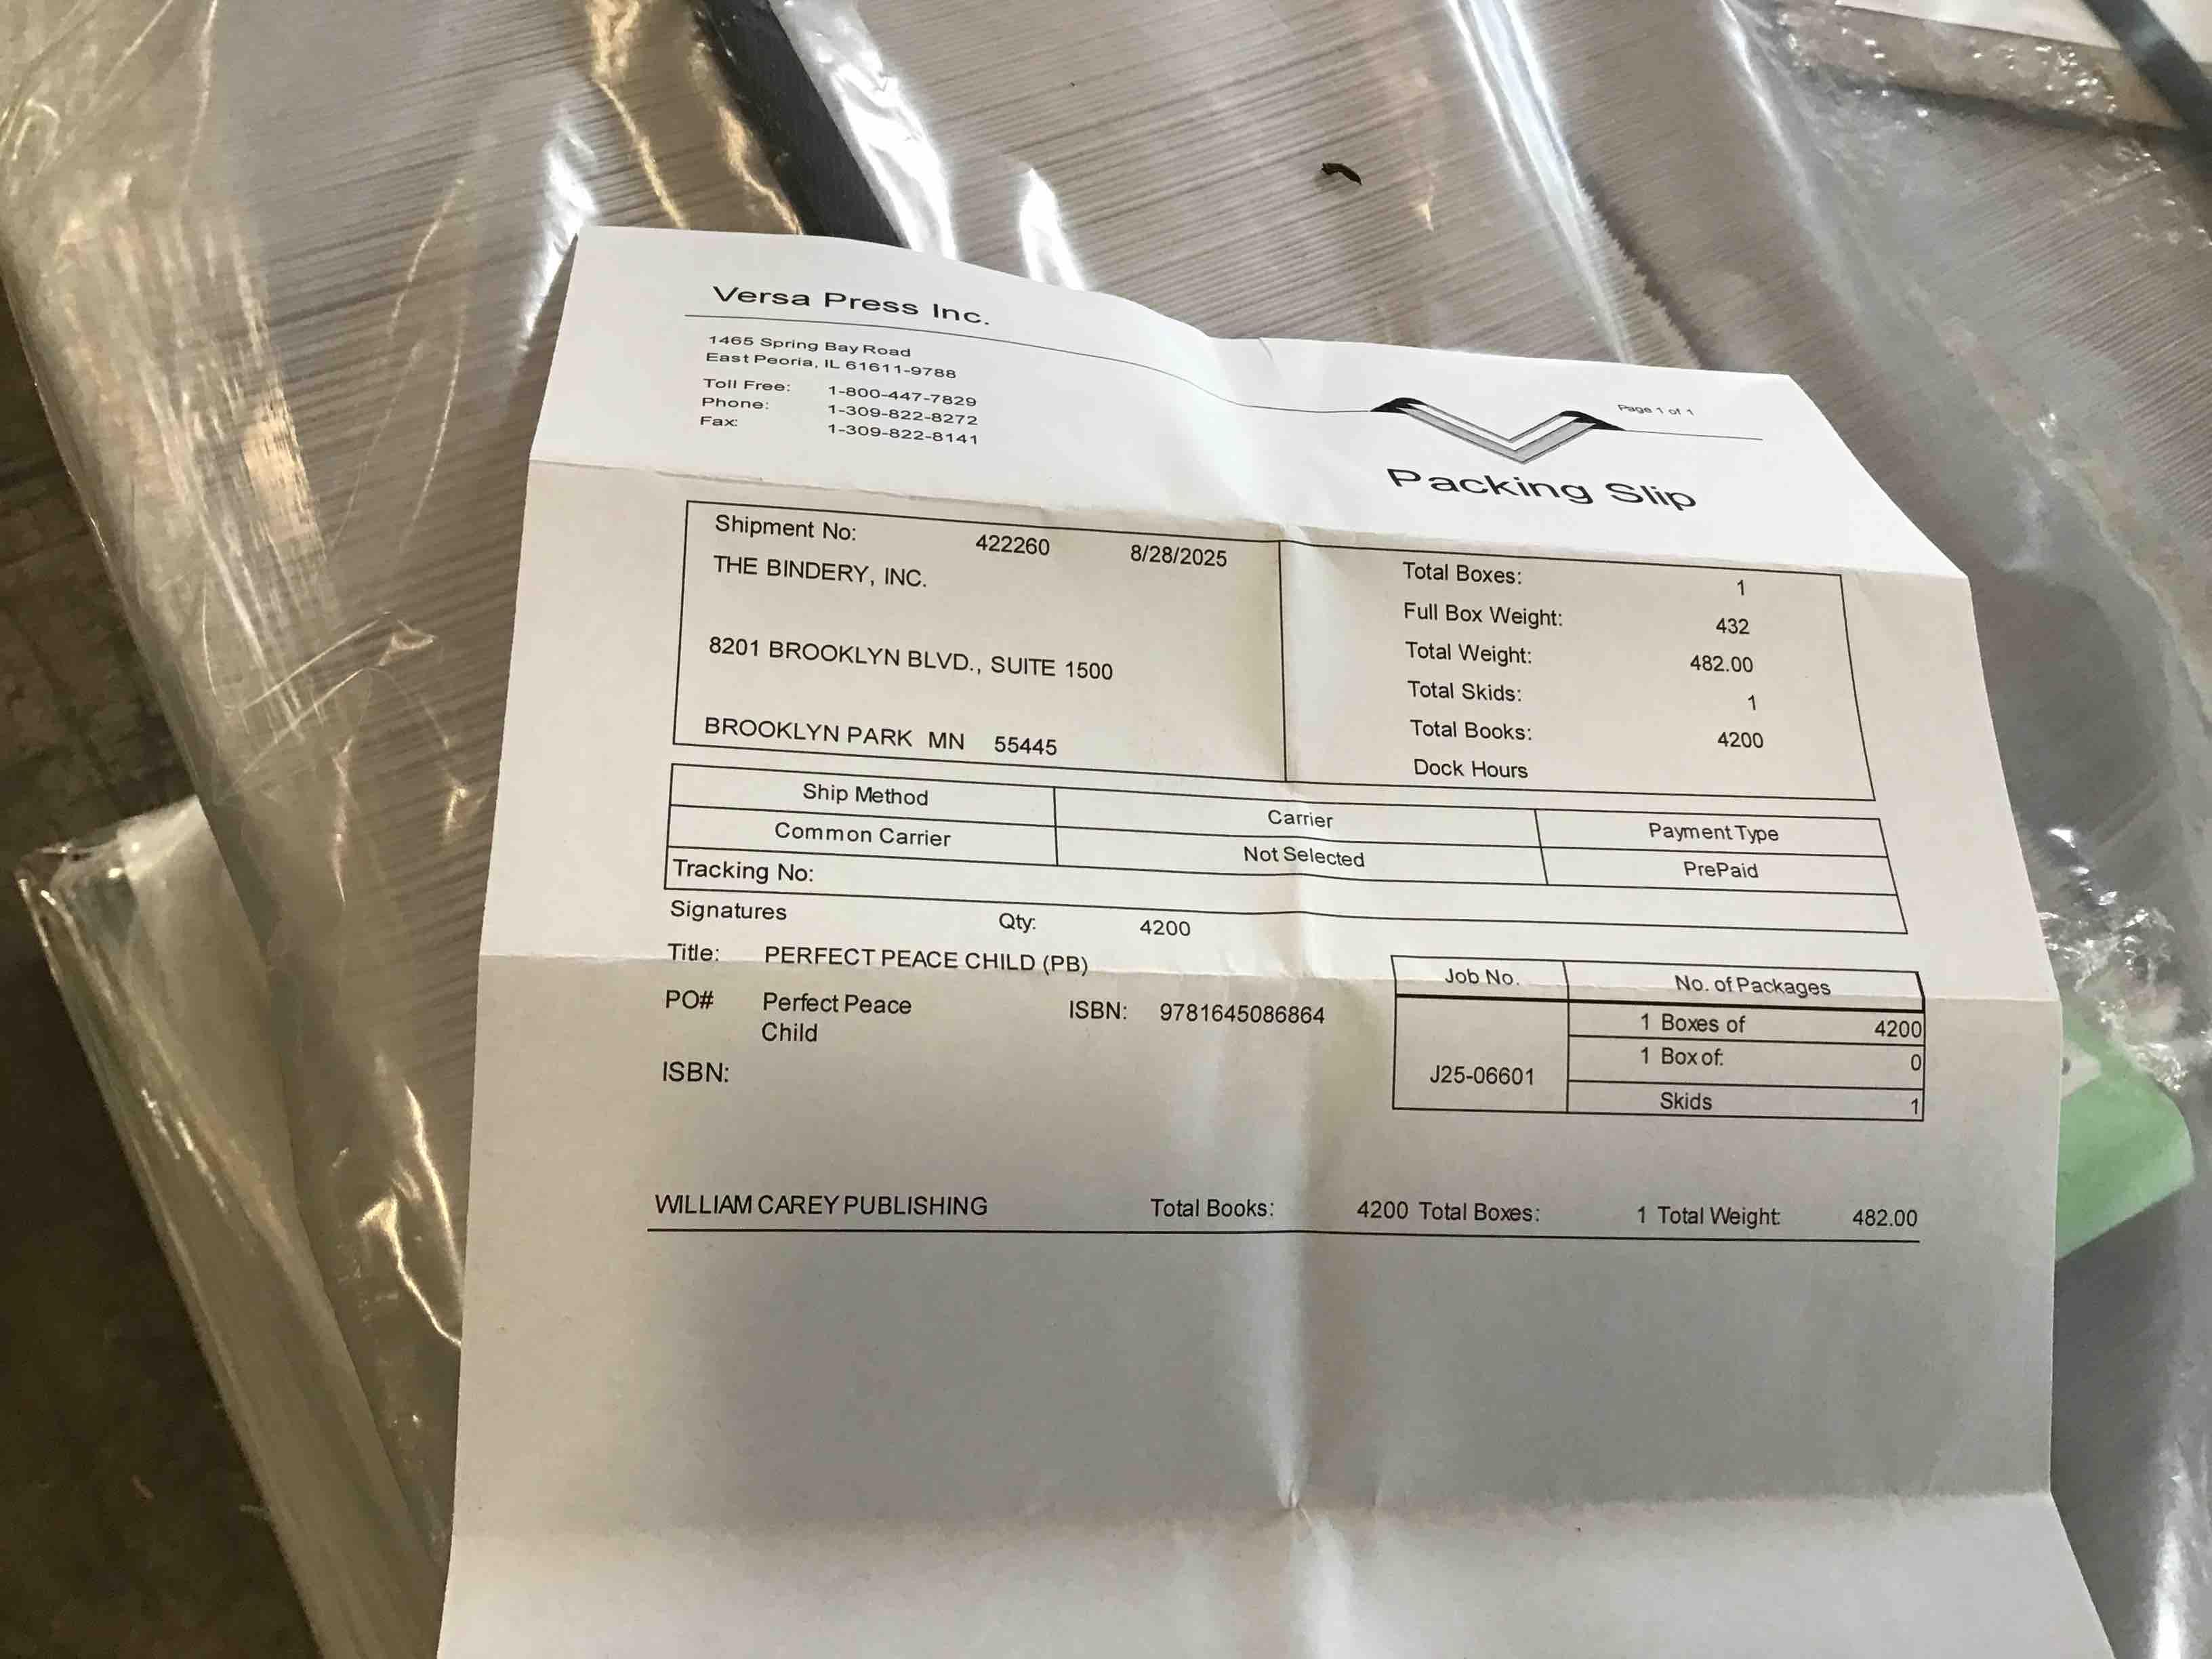 Versa Press Inc.
1465 Spring Bay Road
East Peoria, IL 61611-9788
Toll Free: 1-800-447-7829
Phone: 1-309-822-8272
Fax: 1-309-822-8141
Page 1 of 1
Packing Slip
Shipment No: 422260 8/28/2025
THE BINDERY, INC.
8201 BROOKLYN BLVD., SUITE 1500
BROOKLYN PARK MN 55445
Total Boxes: 1
Full Box Weight: 432
Total Weight: 482.00
Total Skids: 1
Total Books: 4200
Dock Hours
Ship Method Carrier Payment Type
Common Carrier Not Selected PrePaid
Tracking No:
Signatures Qty: 4200
Title: PERFECT PEACE CHILD (PB)
PO# Perfect Peace ISBN: 9781645086864
Child
ISBN:
Job No. No. of Packages
1 Boxes of 4200
1 Box of: 0
J25-06601
Skids 1
WILLIAM CAREY PUBLISHING Total Books: 4200 Total Boxes: 1 Total Weight: 482.00